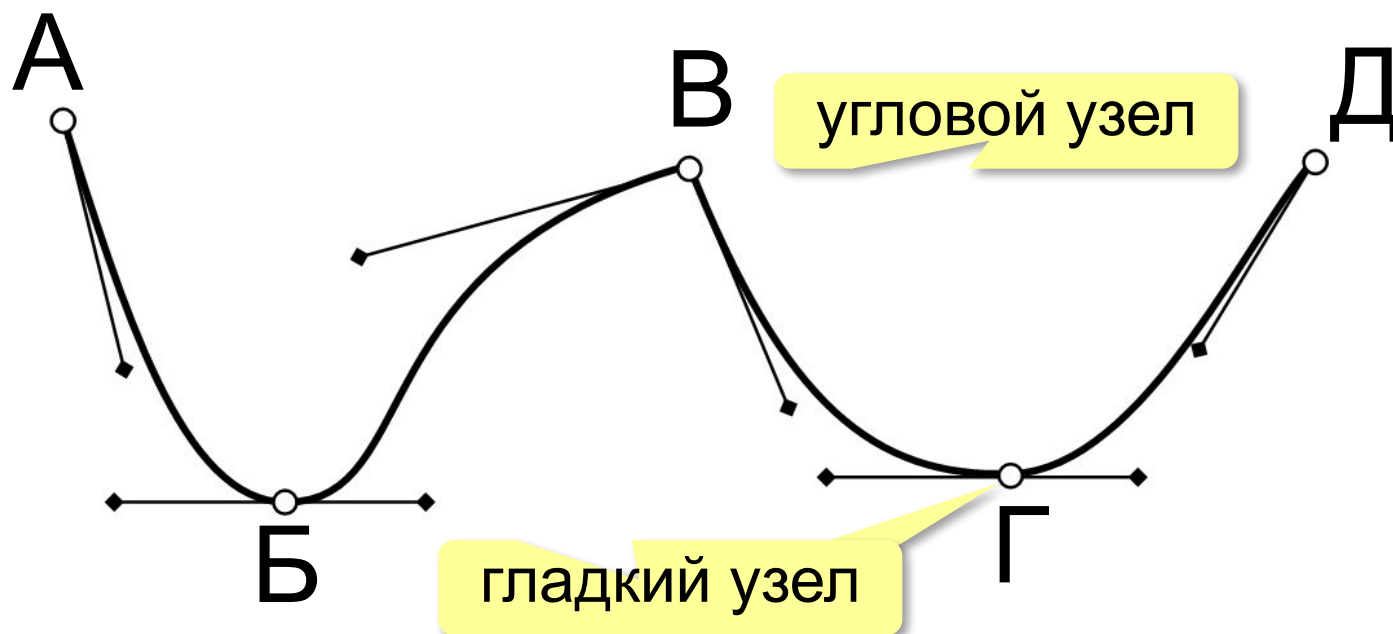 А
В
угловой узел
Д
Б
гладкий узел
Г